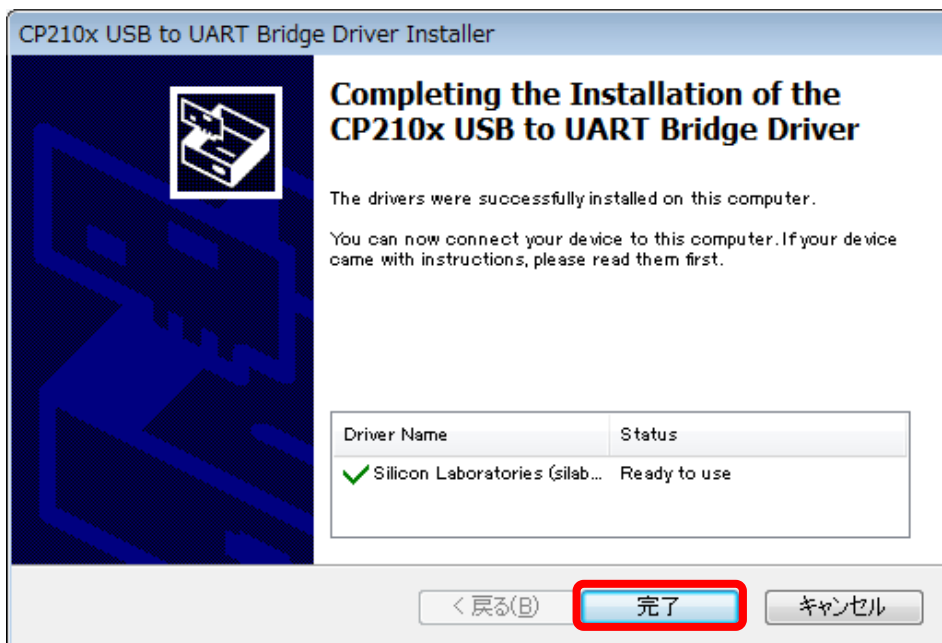 CP210x USB to UART Bridge Driver Installer
Completing the Installation of the
CP210x USB to UART Bridge Driver
The drivers were successfully installed on this computer.
You can now connect your device to this computer. If your device
came with instructions, please read them first.
Driver Name Status
Silicon Laboratories (silab... Ready to use
< 戻る(B) 完了 キャンセル